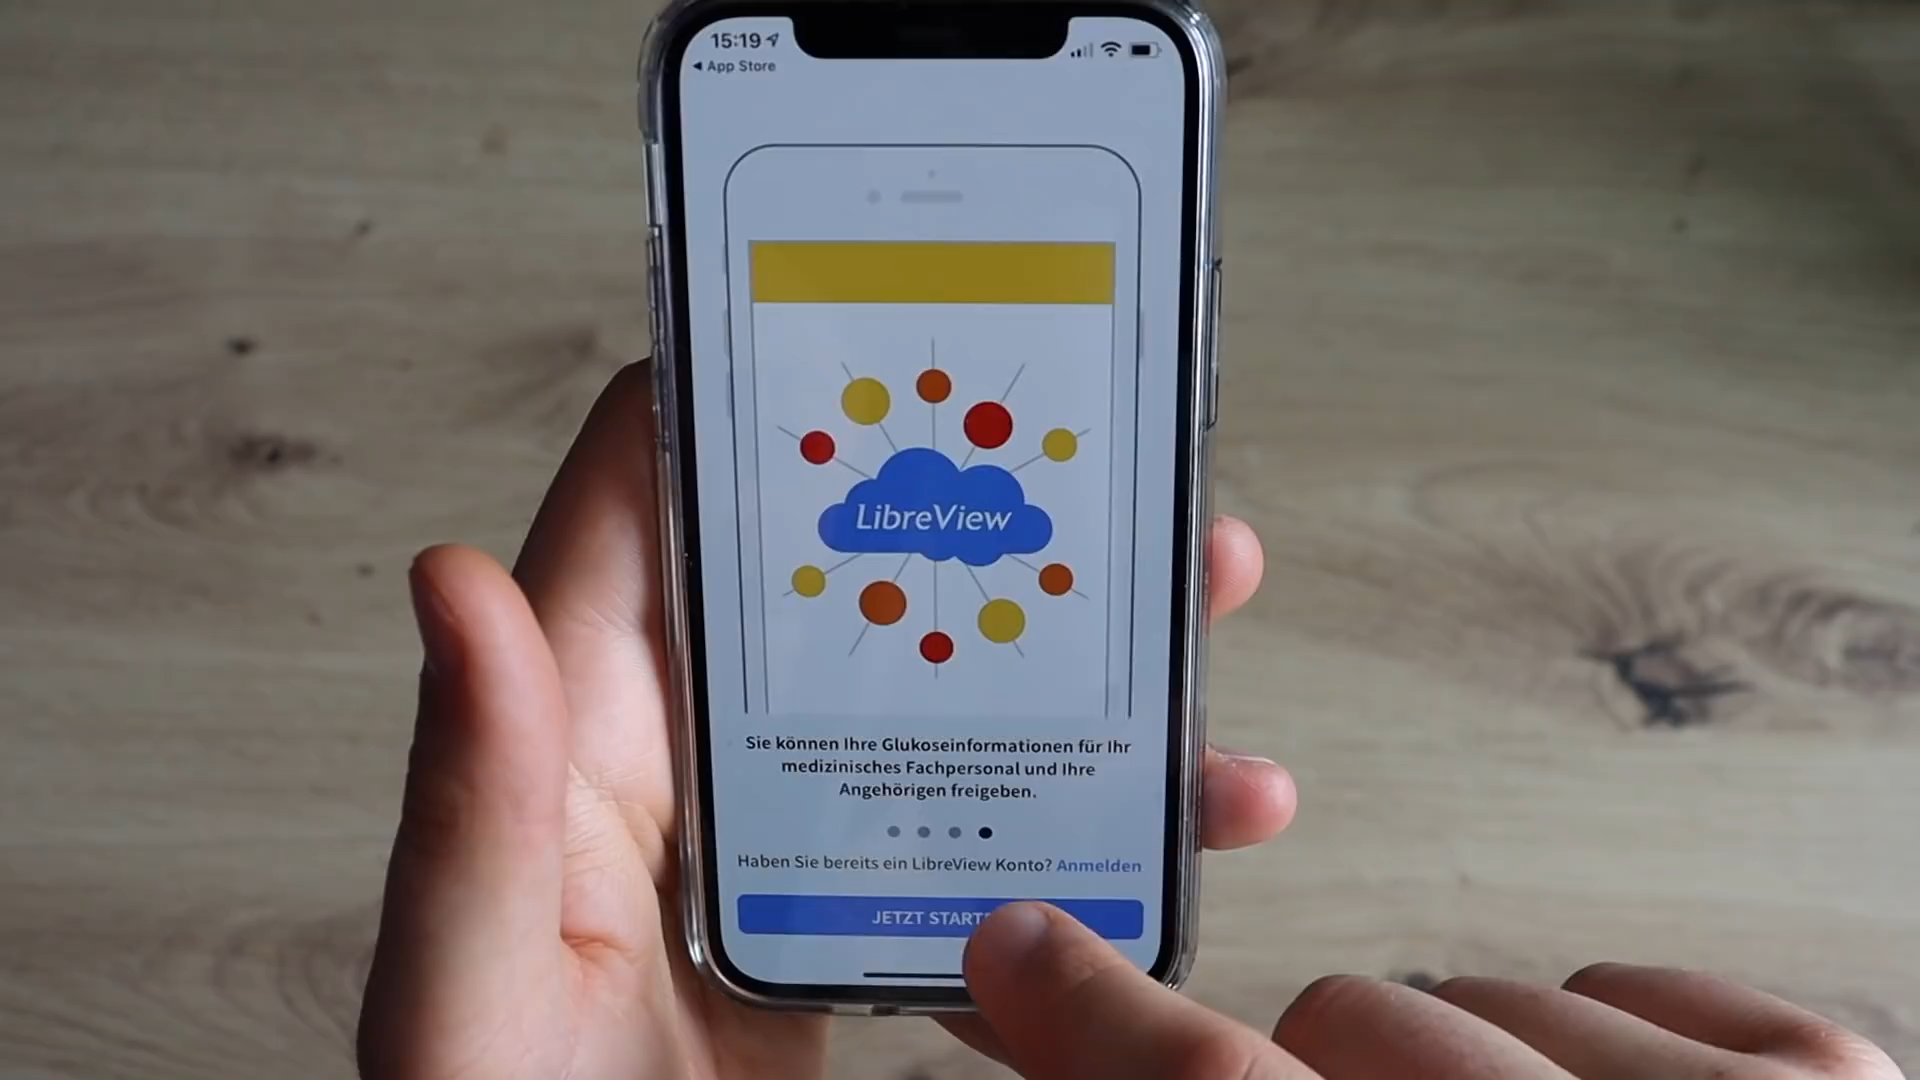 15:19
◀ App Store
LibreView
Sie können Ihre Glukoseinformationen für Ihr
medizinisches Fachpersonal und Ihre
Angehörigen freigeben.
Haben Sie bereits ein LibreView Konto? Anmelden
JETZT START